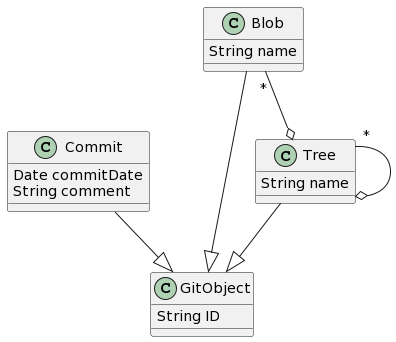 C Blob
String name
*
*
C Commit
Date commitDate
String comment
C Tree
String name
C GitObject
String ID